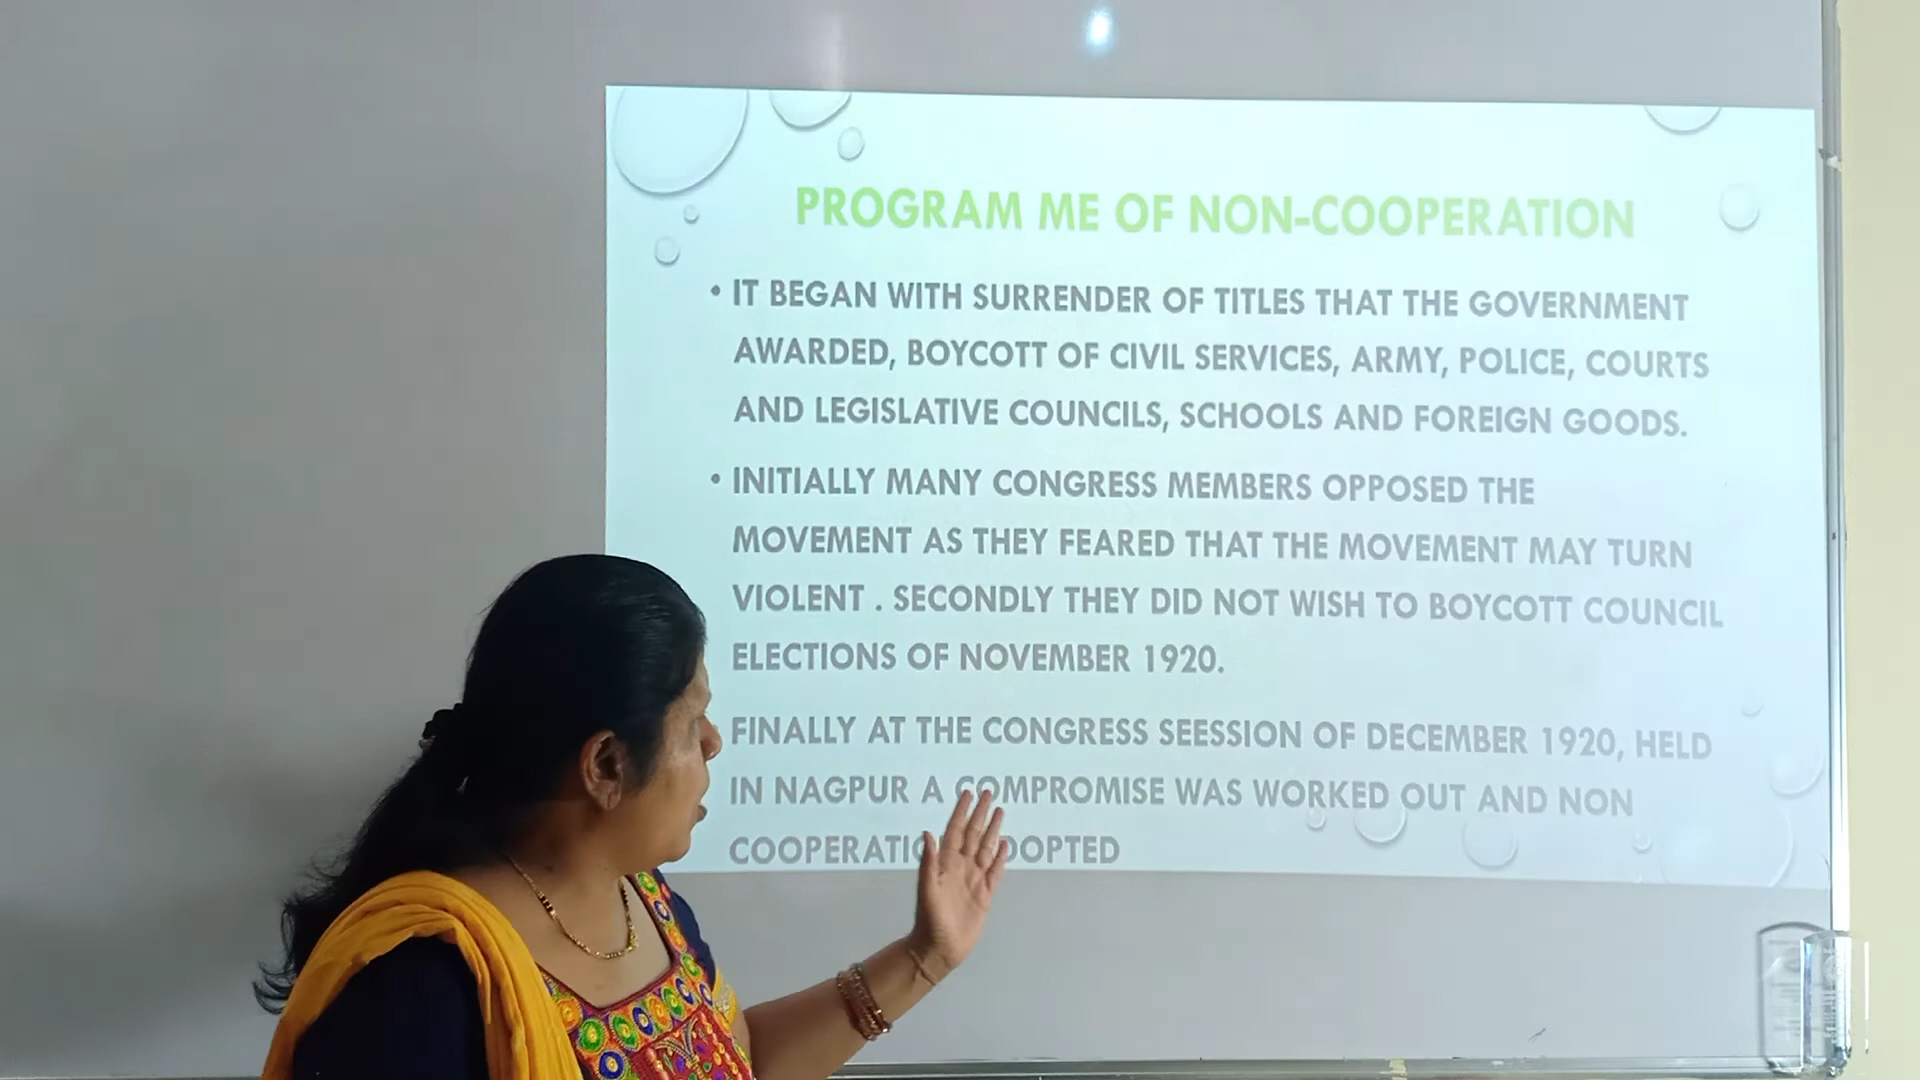 PROGRAM ME OF NON-COOPERATION
• IT BEGAN WITH SURRENDER OF TITLES THAT THE GOVERNMENT
AWARDED, BOYCOTT OF CIVIL SERVICES, ARMY, POLICE, COURTS
AND LEGISLATIVE COUNCILS, SCHOOLS AND FOREIGN GOODS.
• INITIALLY MANY CONGRESS MEMBERS OPPOSED THE
MOVEMENT AS THEY FEARED THAT THE MOVEMENT MAY TURN
VIOLENT . SECONDLY THEY DID NOT WISH TO BOYCOTT COUNCIL
ELECTIONS OF NOVEMBER 1920.
FINALLY AT THE CONGRESS SEESSION OF DECEMBER 1920, HELD
IN NAGPUR A COMPROMISE WAS WORKED OUT AND NON